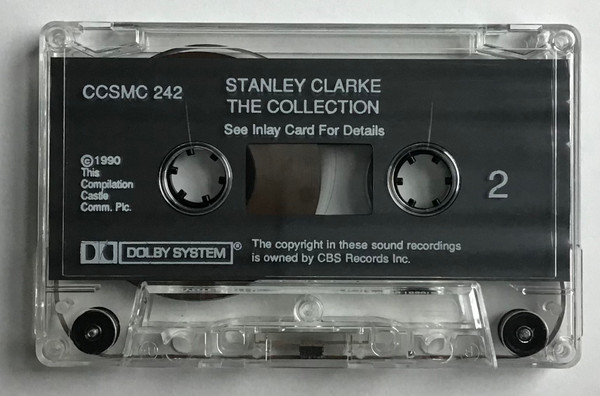 CCSMC 242
STANLEY CLARKE
THE COLLECTION
See Inlay Card For Details
©1990
This
Compilation
Castle
Comm. Plc.
2
DOLBY SYSTEM®
The copyright in these sound recordings
is owned by CBS Records Inc.